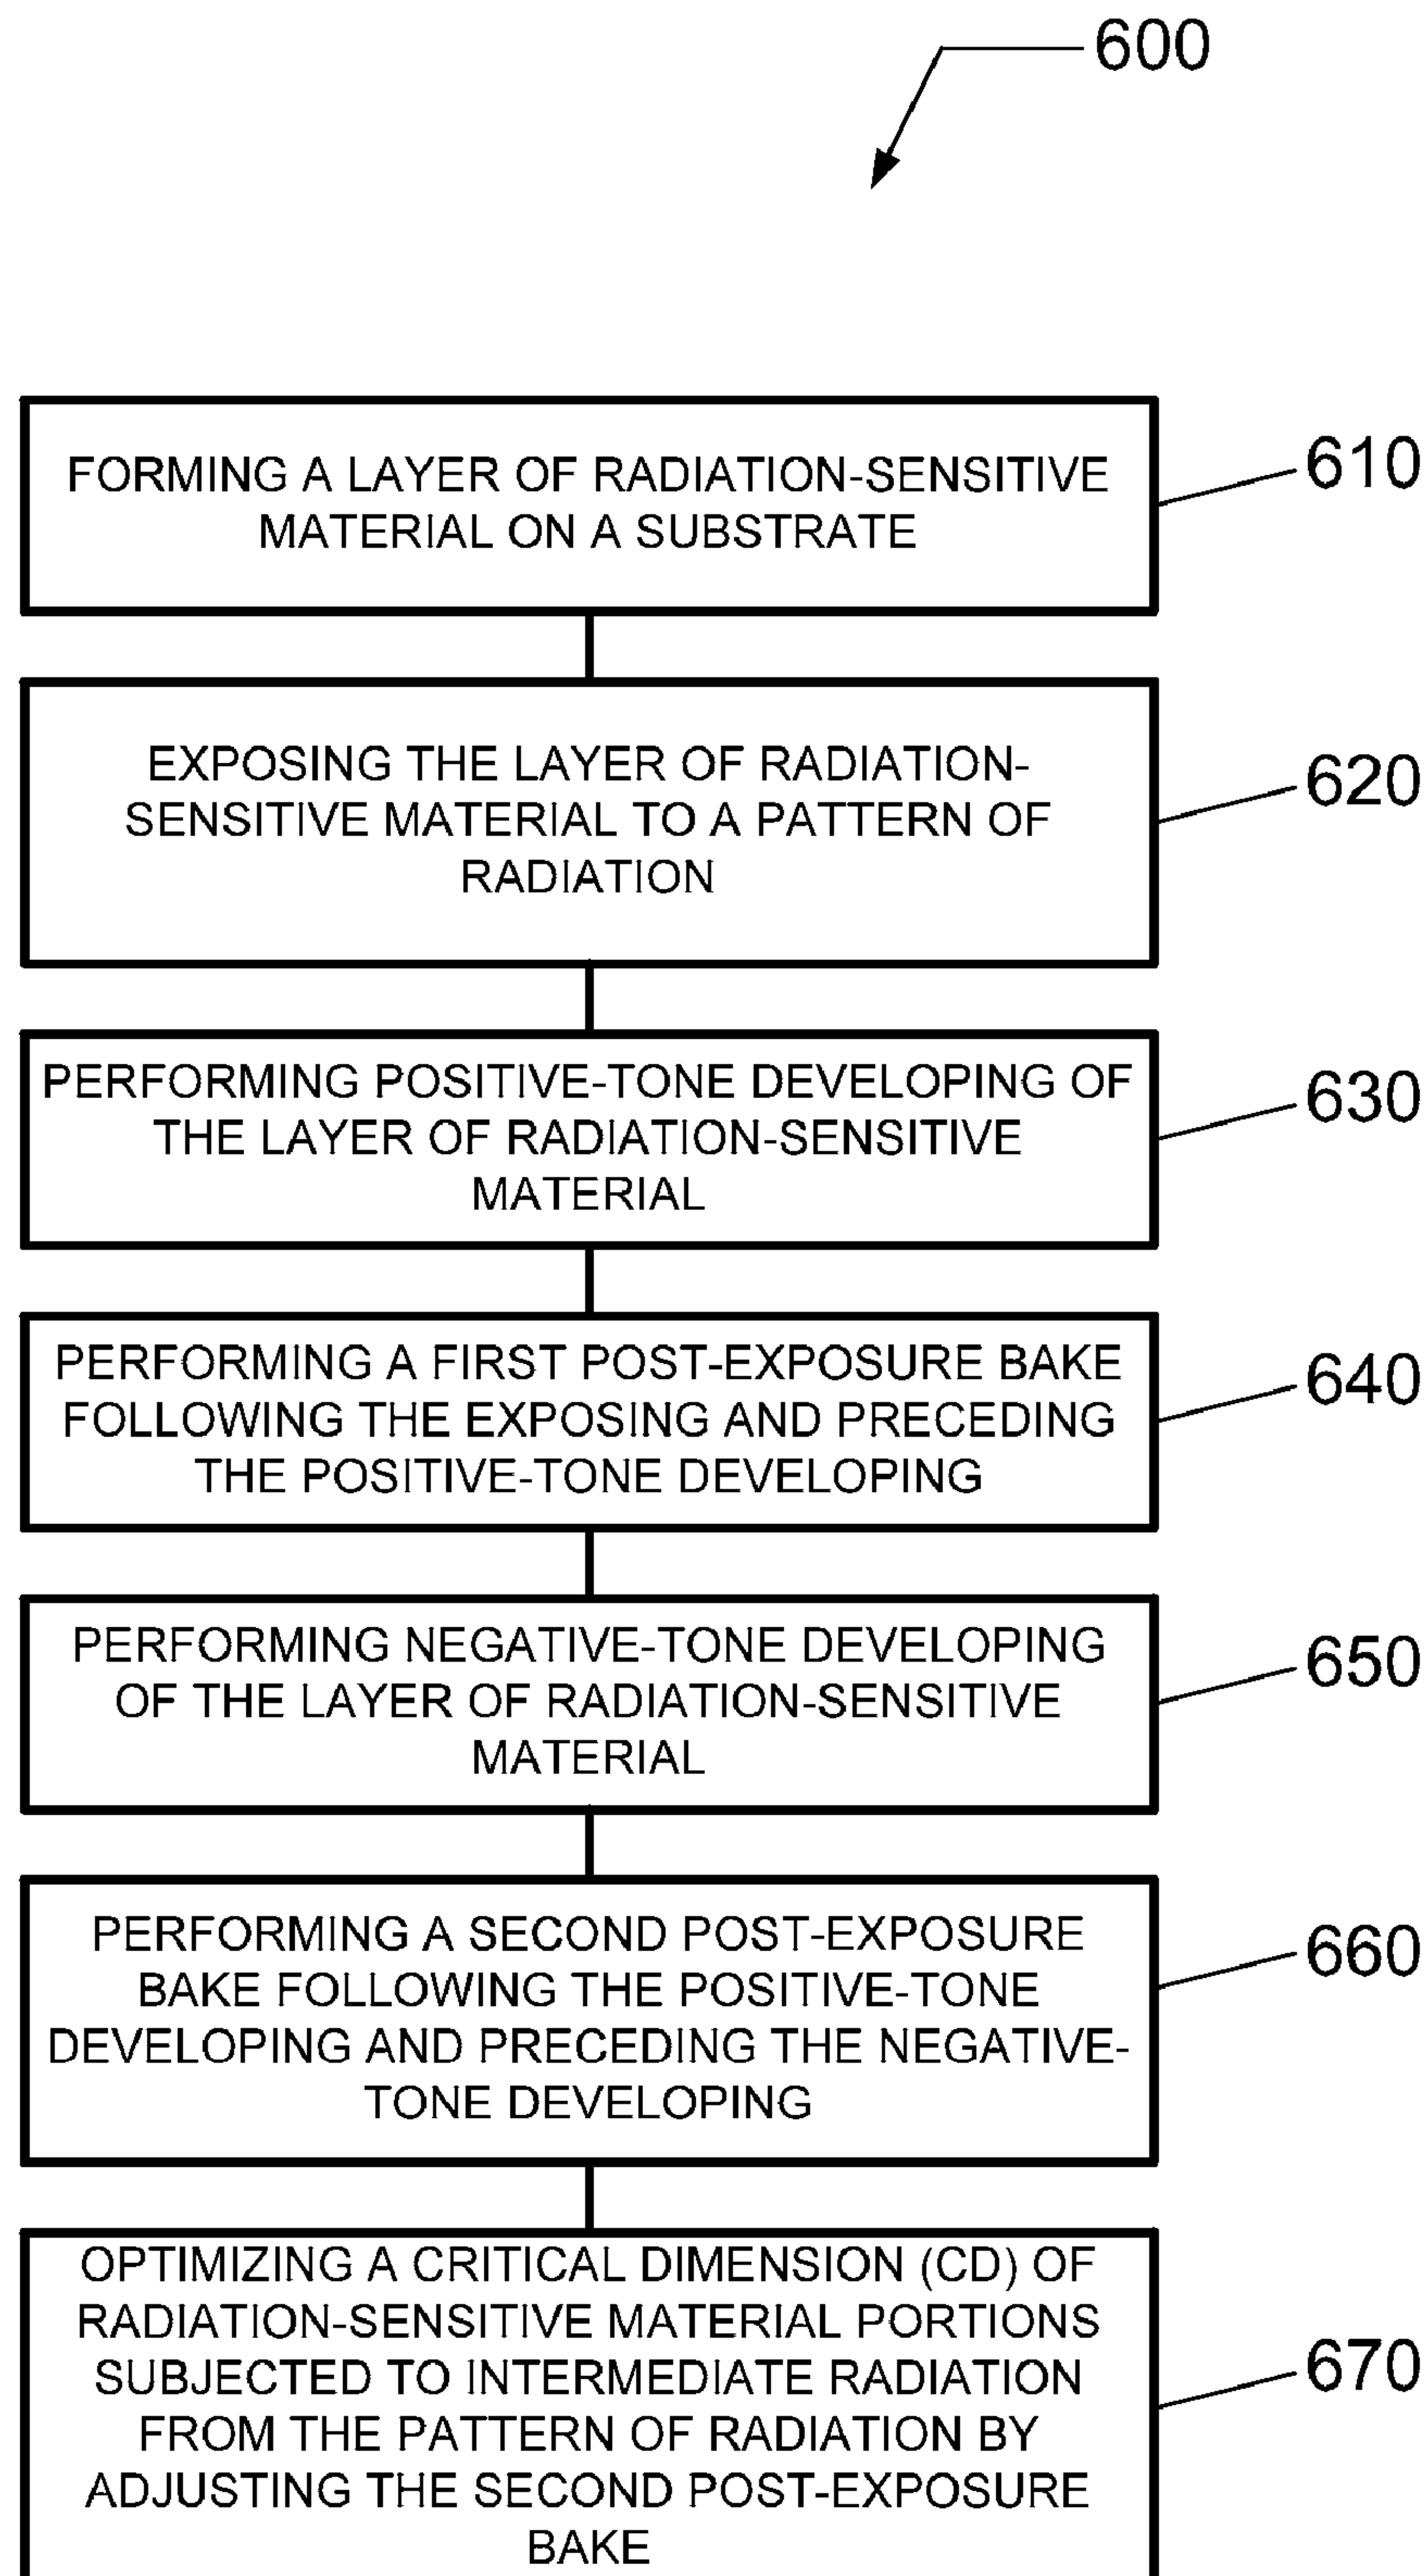 600
FORMING A LAYER OF RADIATION-SENSITIVE
MATERIAL ON A SUBSTRATE
610
EXPOSING THE LAYER OF RADIATION-
SENSITIVE MATERIAL TO A PATTERN OF
RADIATION
620
PERFORMING POSITIVE-TONE DEVELOPING OF
THE LAYER OF RADIATION-SENSITIVE
MATERIAL
630
PERFORMING A FIRST POST-EXPOSURE BAKE
FOLLOWING THE EXPOSING AND PRECEDING
THE POSITIVE-TONE DEVELOPING
640
PERFORMING NEGATIVE-TONE DEVELOPING
OF THE LAYER OF RADIATION-SENSITIVE
MATERIAL
650
PERFORMING A SECOND POST-EXPOSURE
BAKE FOLLOWING THE POSITIVE-TONE
DEVELOPING AND PRECEDING THE NEGATIVE-
TONE DEVELOPING
660
OPTIMIZING A CRITICAL DIMENSION (CD) OF
RADIATION-SENSITIVE MATERIAL PORTIONS
SUBJECTED TO INTERMEDIATE RADIATION
FROM THE PATTERN OF RADIATION BY
ADJUSTING THE SECOND POST-EXPOSURE
BAKE
670